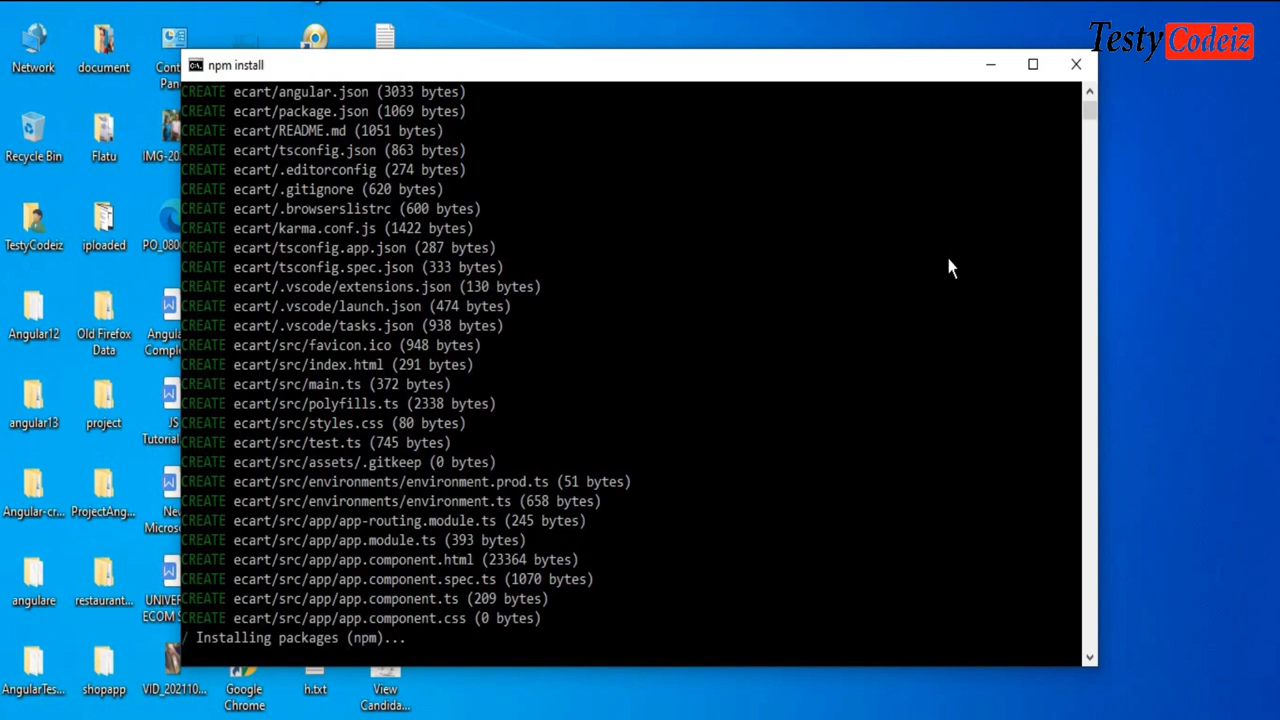 Testy Codeiz
Network
document
Cont
Pan
npm install
CREATE ecart/angular.json (3033 bytes)
CREATE ecart/package.json (1069 bytes)
CREATE ecart/README.md (1051 bytes)
CREATE ecart/tsconfig.json (863 bytes)
CREATE ecart/.editorconfig (274 bytes)
CREATE ecart/.gitignore (620 bytes)
CREATE ecart/.browserslistrc (600 bytes)
CREATE ecart/karma.conf.js (1422 bytes)
CREATE ecart/tsconfig.app.json (287 bytes)
CREATE ecart/tsconfig.spec.json (333 bytes)
CREATE ecart/.vscode/extensions.json (130 bytes)
CREATE ecart/.vscode/launch.json (474 bytes)
CREATE ecart/.vscode/tasks.json (938 bytes)
CREATE ecart/src/favicon.ico (948 bytes)
CREATE ecart/src/index.html (291 bytes)
CREATE ecart/src/main.ts (372 bytes)
CREATE ecart/src/polyfills.ts (2338 bytes)
CREATE ecart/src/styles.css (80 bytes)
CREATE ecart/src/test.ts (745 bytes)
CREATE ecart/src/assets/.gitkeep (0 bytes)
CREATE ecart/src/environments/environment.prod.ts (51 bytes)
CREATE ecart/src/environments/environment.ts (658 bytes)
CREATE ecart/src/app/app-routing.module.ts (245 bytes)
CREATE ecart/src/app/app.module.ts (393 bytes)
CREATE ecart/src/app/app.component.html (23364 bytes)
CREATE ecart/src/app/app.component.spec.ts (1070 bytes)
CREATE ecart/src/app/app.component.ts (209 bytes)
CREATE ecart/src/app/app.component.css (0 bytes)
/ Installing packages (npm)...
Recycle Bin
Flatu
IMG-20
TestyCodeiz
iploaded
PO_080
Angular12
Old Firefox
Data
Angula
Comple
angular13
project
JS
Tutorial
Angular-cr...
ProjectAng...
New
Microso
angulare
restaurant...
UNIVER
ECOM S
AngularTes...
shopapp
VID_202110...
Google
Chrome
h.txt
View
Candida...